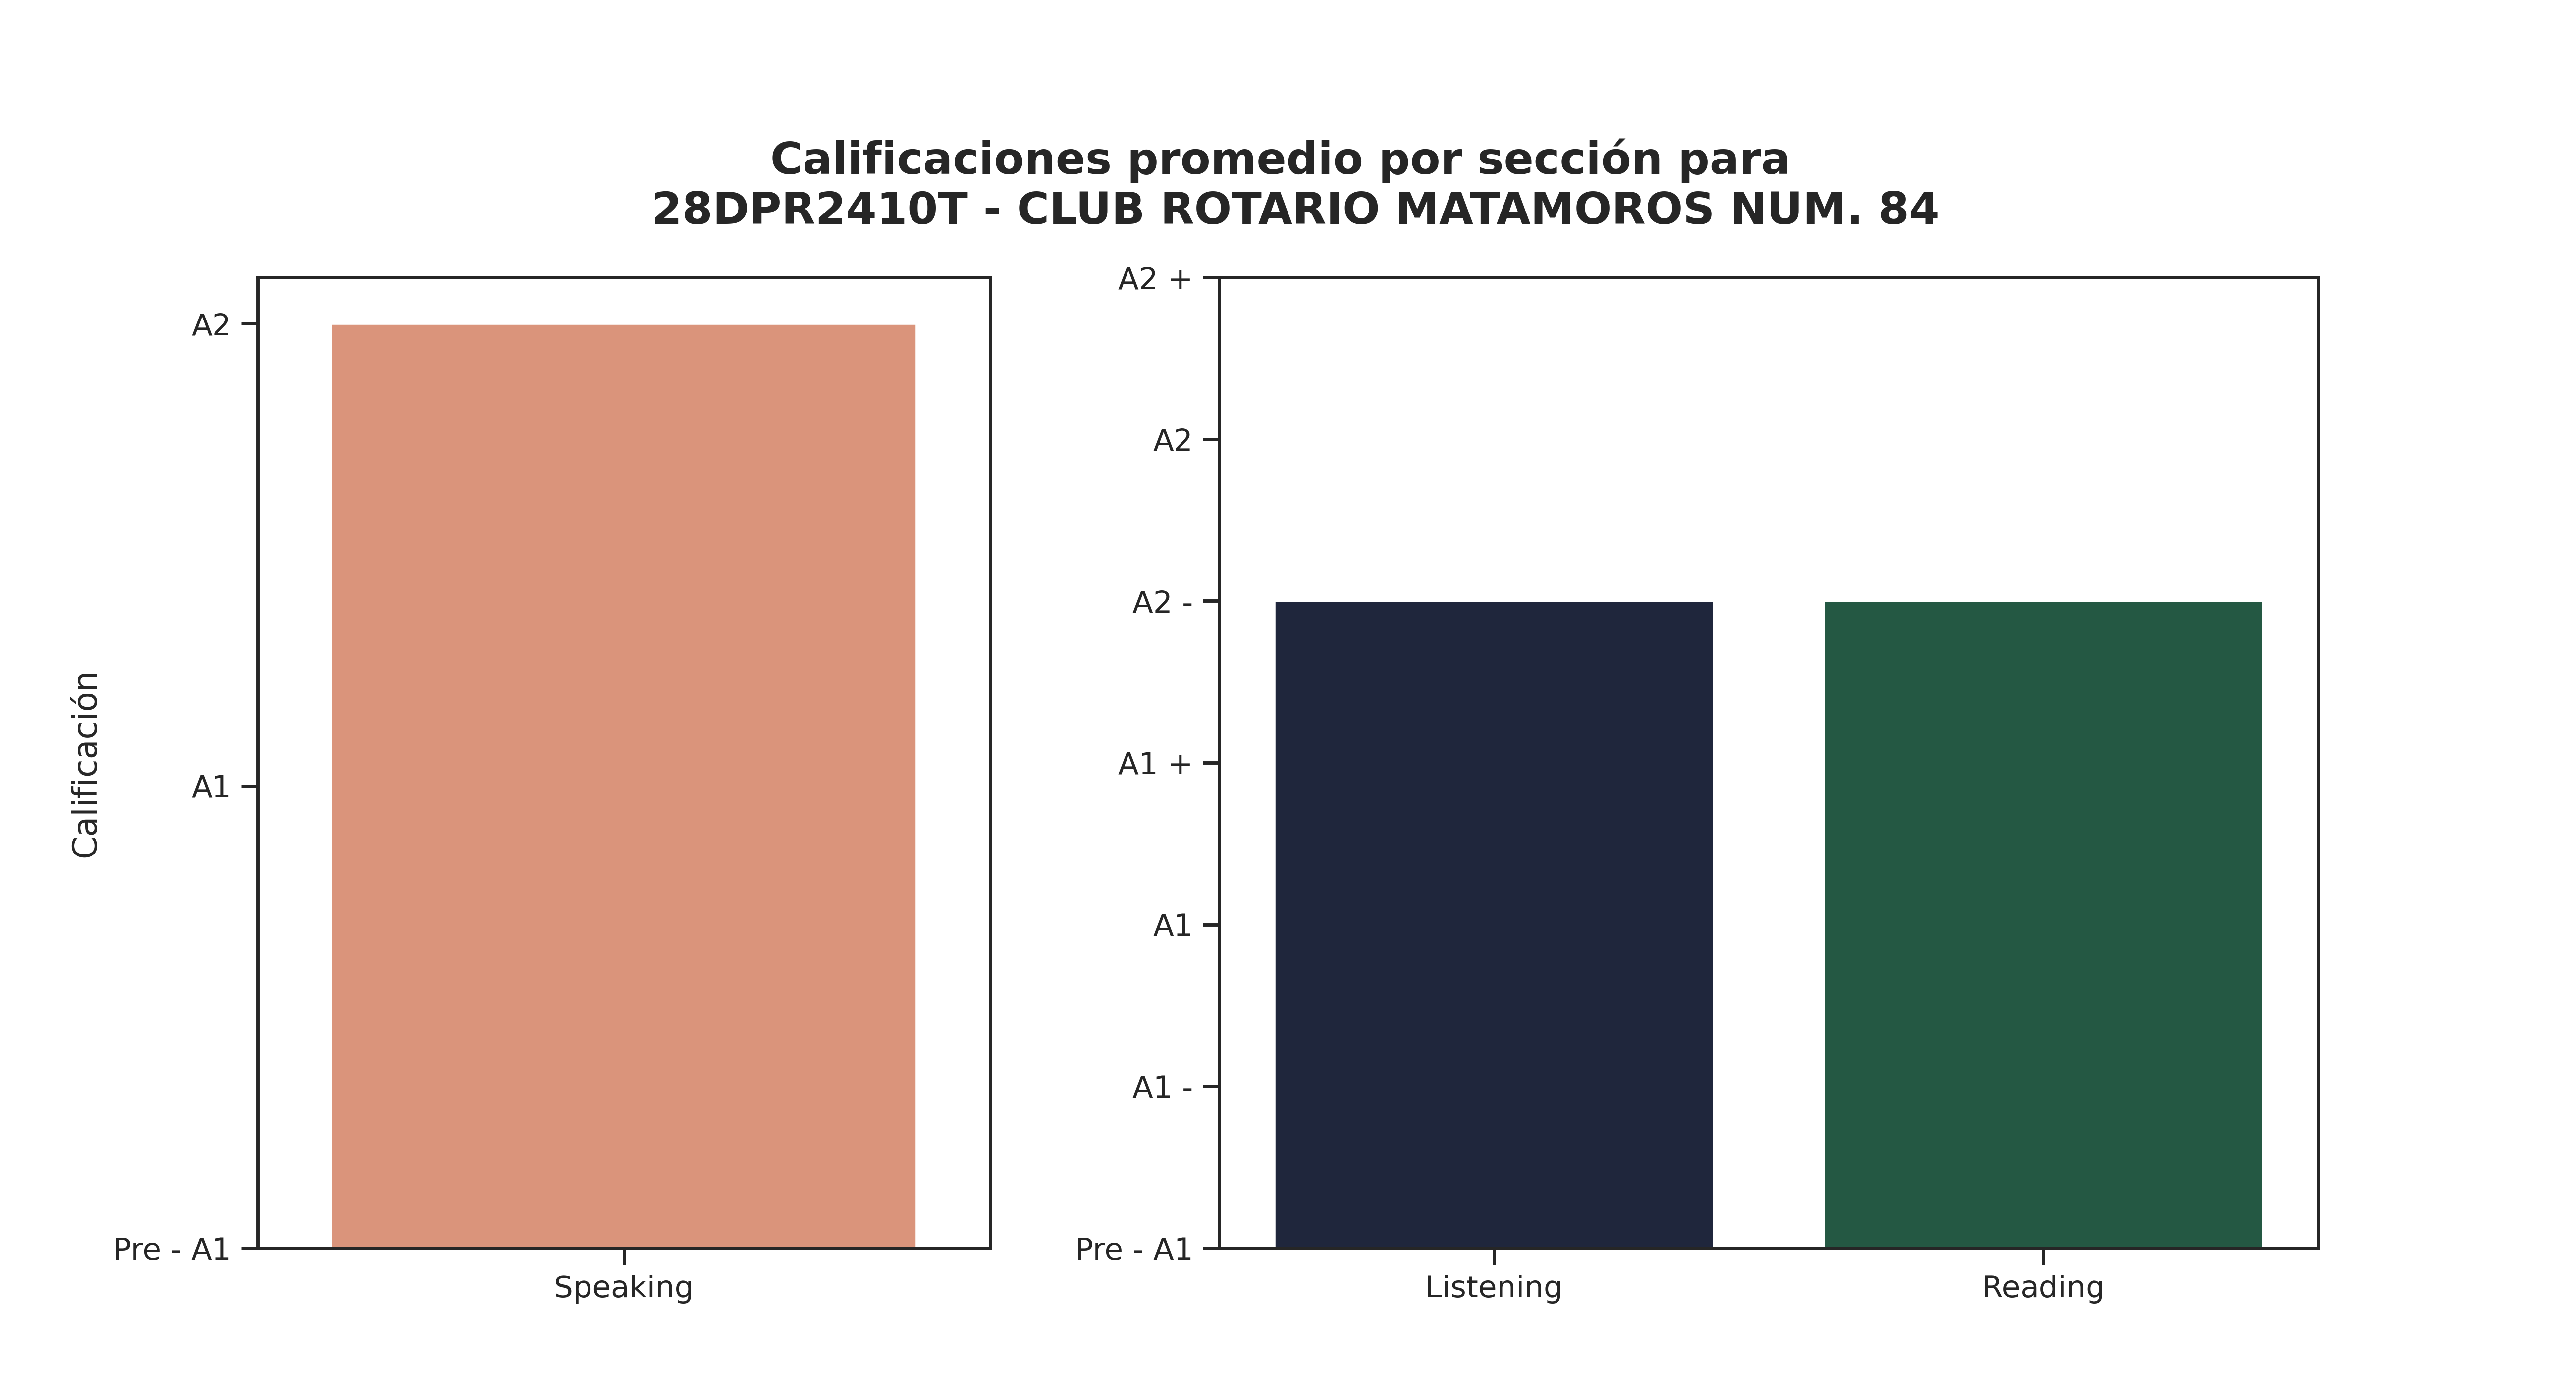 Calificaciones promedio por sección para
28DPR2410T - CLUB ROTARIO MATAMOROS NUM. 84
Calificación
A2
A1
Pre - A1
Speaking
A2 +
A2
A2 -
A1 +
A1
A1 -
Pre - A1
Listening
Reading